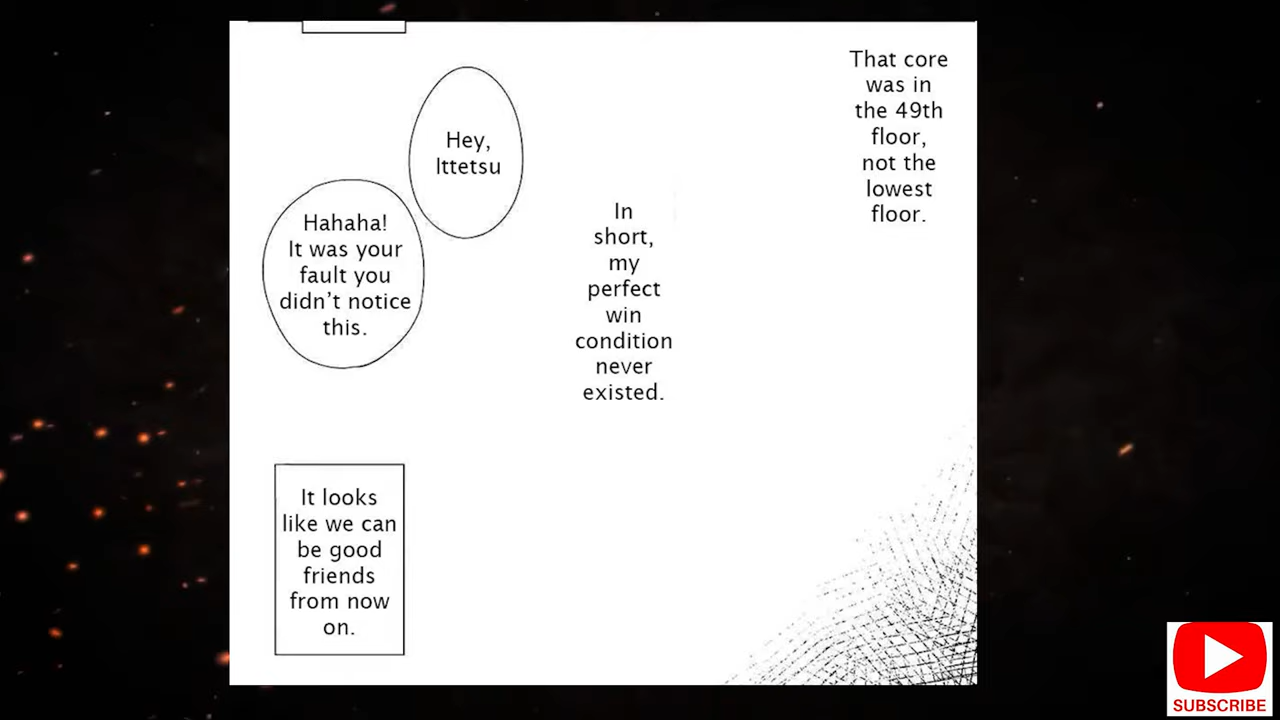 That core
was in
the 49th
floor,
not the
lowest
floor.
In
short,
my
perfect
win
condition
never
existed.
Hey,
Ittetsu
Hahaha!
It was your
fault you
didn't notice
this.
It looks
like we can
be good
friends
from now
on.
SUBSCRIBE